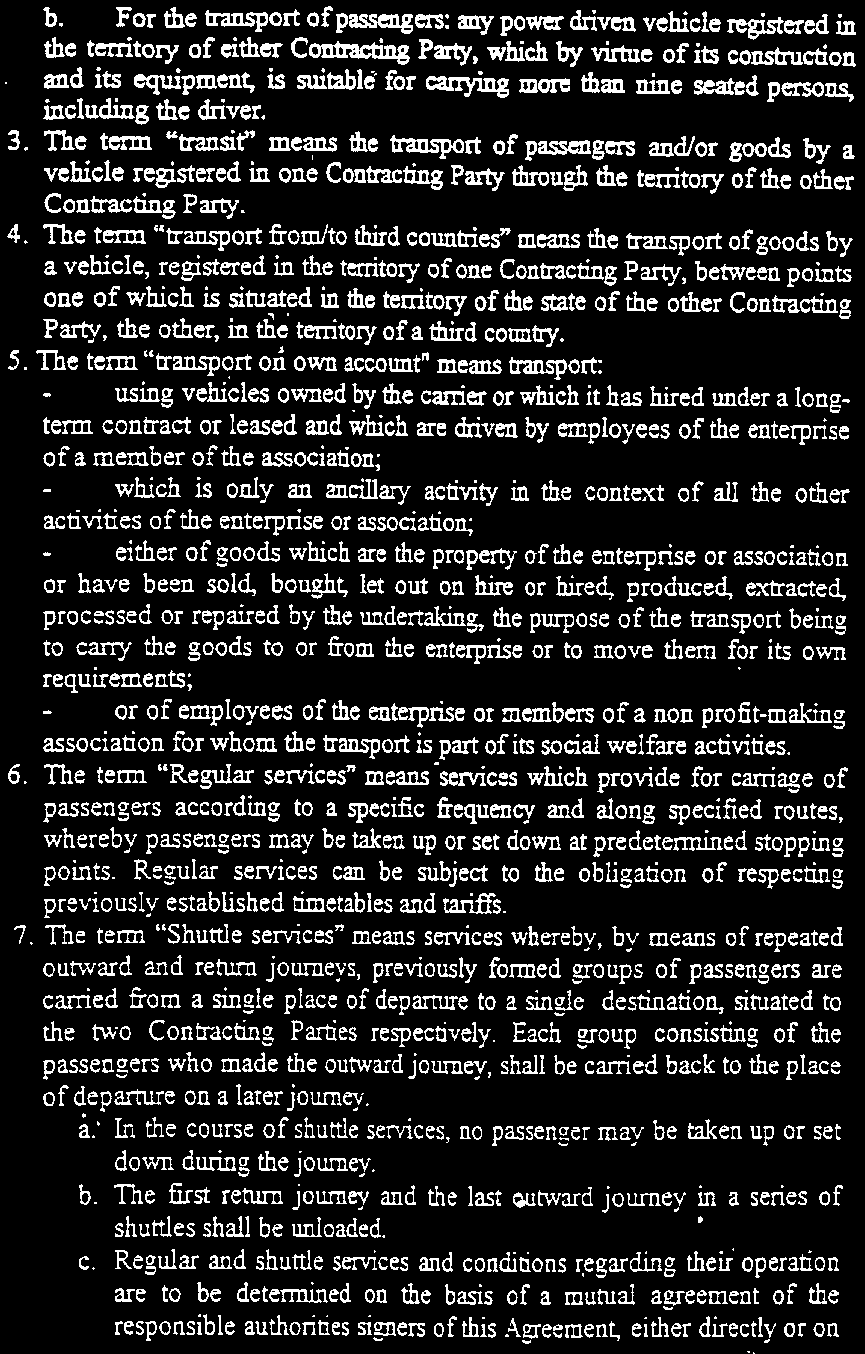 b. For the transport of passengers: any power driven vehicle registered in
the territory of either Contracting Party, which by virtue of its construction
and its equipment, is suitable for carrying more than nine seated persons,
including the driver.
3. The term “transit” means the transport of passengers and/or goods by a
vehicle registered in one Contracting Party through the territory of the other
Contracting Party.
4. The term “transport from/to third countries” means the transport of goods by
a vehicle, registered in the territory of one Contracting Party, between points
one of which is situated in the territory of the state of the other Contracting
Party, the other, in the territory of a third country.
5. The term “transport on own account" means transport:
- using vehicles owned by the carrier or which it has hired under a long-
term contract or leased and which are driven by employees of the enterprise
of a member of the association;
- which is only an ancillary activity in the context of all the other
activities of the enterprise or association;
- either of goods which are the property of the enterprise or association
or have been sold, bought, let out on hire or hired, produced, extracted,
processed or repaired by the undertaking, the purpose of the transport being
to carry the goods to or from the enterprise or to move them for its own
requirements;
- or of employees of the enterprise or members of a non profit-making
association for whom the transport is part of its social welfare activities.
6. The term “Regular services” means services which provide for carriage of
passengers according to a specific frequency and along specified routes,
whereby passengers may be taken up or set down at predetermined stopping
points. Regular services can be subject to the obligation of respecting
previously established timetables and tariffs.
7. The term “Shuttle services” means services whereby, by means of repeated
outward and return journeys, previously formed groups of passengers are
carried from a single place of departure to a single destination, situated to
the two Contracting Parties respectively. Each group consisting of the
passengers who made the outward journey, shall be carried back to the place
of departure on a later journey.
a. In the course of shuttle services, no passenger may be taken up or set
down during the journey.
b. The first return journey and the last outward journey in a series of
shuttles shall be unloaded.
c. Regular and shuttle services and conditions regarding their operation
are to be determined on the basis of a mutual agreement of the
responsible authorities signers of this Agreement, either directly or on